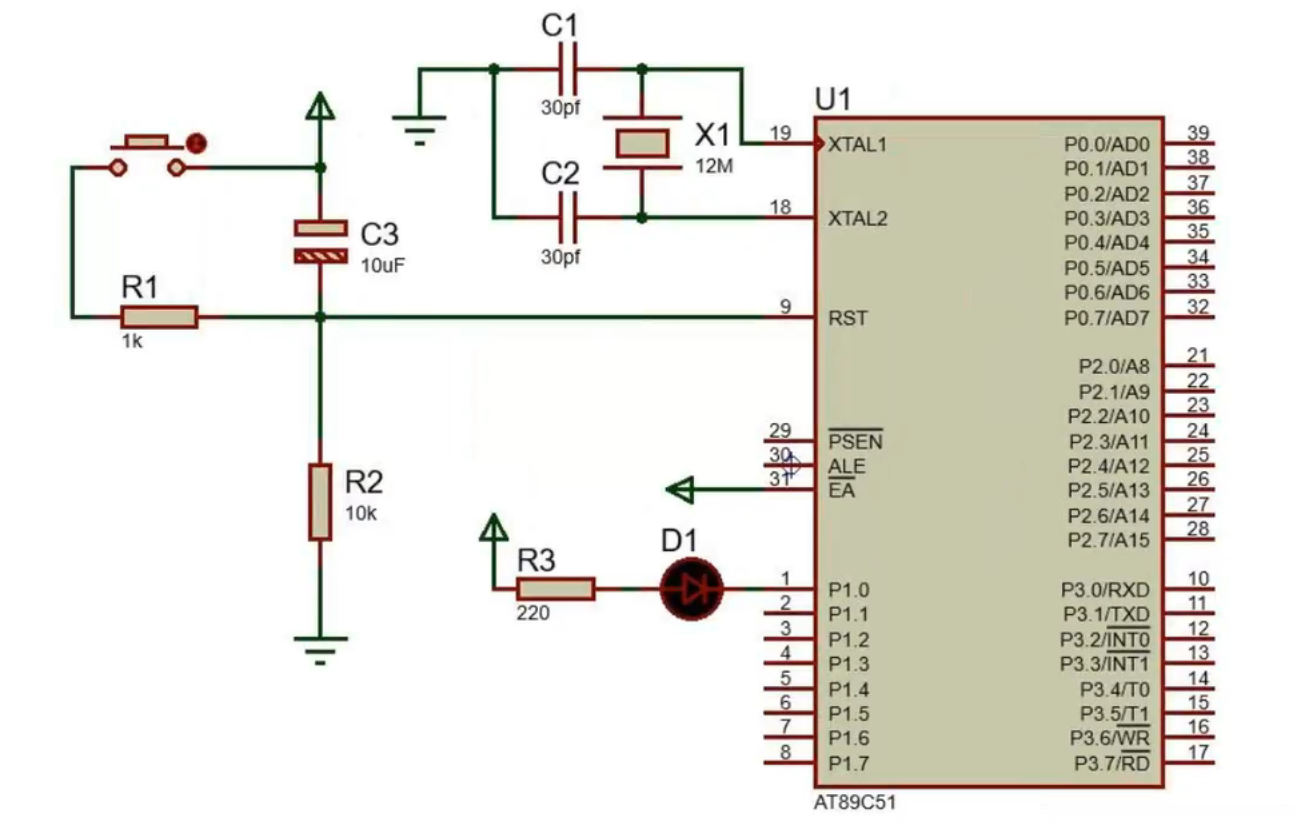 C1
30pf
C2
30pf
X1
12M
C3
10uF
R1
1k
R2
10k
R3
220
D1
U1
19 XTAL1
18 XTAL2
9 RST
29 PSEN
30 ALE
31 EA
1 P1.0
2 P1.1
3 P1.2
4 P1.3
5 P1.4
6 P1.5
7 P1.6
8 P1.7
P0.0/AD0 39
P0.1/AD1 38
P0.2/AD2 37
P0.3/AD3 36
P0.4/AD4 35
P0.5/AD5 34
P0.6/AD6 33
P0.7/AD7 32
P2.0/A8 21
P2.1/A9 22
P2.2/A10 23
P2.3/A11 24
P2.4/A12 25
P2.5/A13 26
P2.6/A14 27
P2.7/A15 28
P3.0/RXD 10
P3.1/TXD 11
P3.2/INT0 12
P3.3/INT1 13
P3.4/T0 14
P3.5/T1 15
P3.6/WR 16
P3.7/RD 17
AT89C51